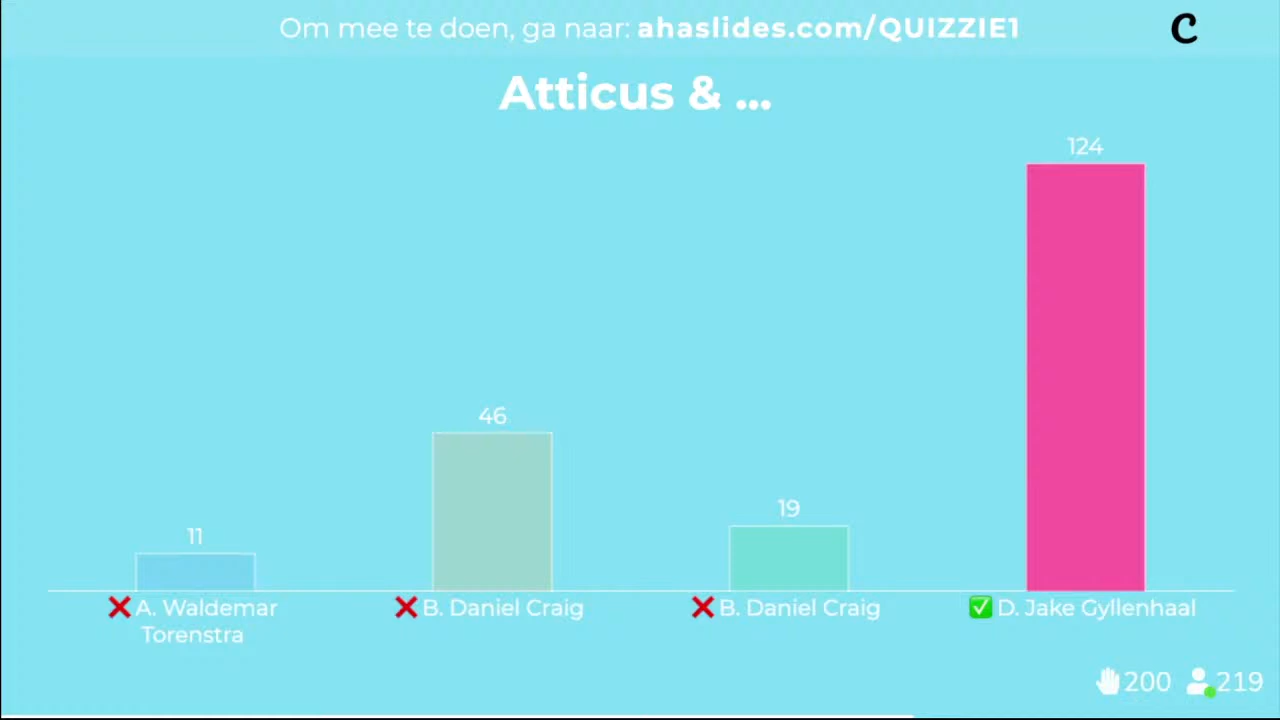 Om mee te doen, ga naar: ahaslides.com/QUIZZIE1
C
Atticus & ...
124
46
19
11
❌ A. Waldemar Torenstra
❌ B. Daniel Craig
❌ B. Daniel Craig
✅ D. Jake Gyllenhaal
200 219